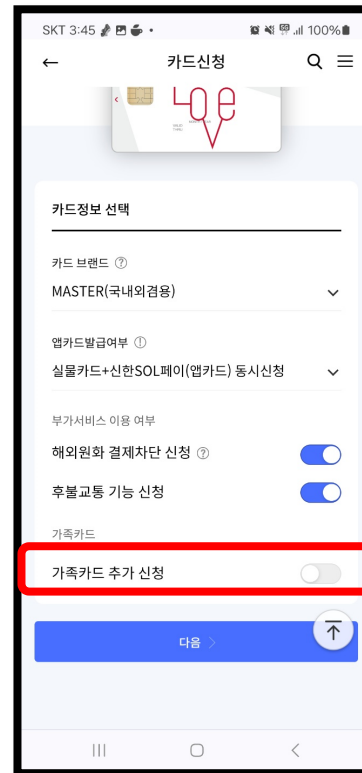 SKT 3:45
100%
카드신청
Love
카드정보 선택
카드 브랜드 ?
MASTER(국내외겸용)
앱카드발급여부 !
실물카드+신한SOL페이(앱카드) 동시신청
부가서비스 이용 여부
해외원화 결제차단 신청 ?
후불교통 기능 신청
가족카드
가족카드 추가 신청
다음